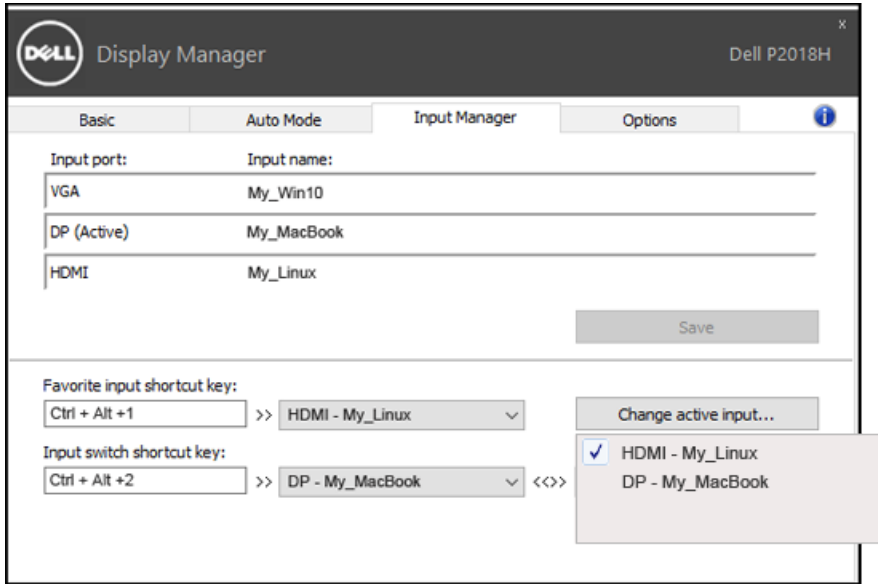 x
DELL Display Manager Dell P2018H
Basic Auto Mode Input Manager Options i
Input port: Input name:
VGA My_Win10
DP (Active) My_MacBook
HDMI My_Linux
Save
Favorite input shortcut key:
Ctrl + Alt +1 >> HDMI - My_Linux Change active input...
Input switch shortcut key: ✓ HDMI - My_Linux
Ctrl + Alt +2 >> DP - My_MacBook <<>> DP - My_MacBook